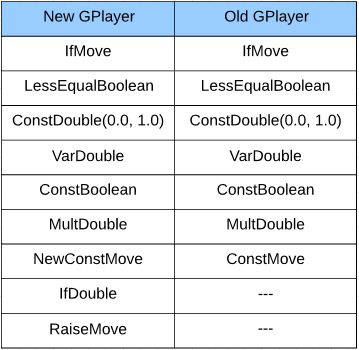 New GPlayer Old GPlayer
IfMove IfMove
LessEqualBoolean LessEqualBoolean
ConstDouble(0.0, 1.0) ConstDouble(0.0, 1.0)
VarDouble VarDouble
ConstBoolean ConstBoolean
MultDouble MultDouble
NewConstMove ConstMove
IfDouble ---
RaiseMove ---